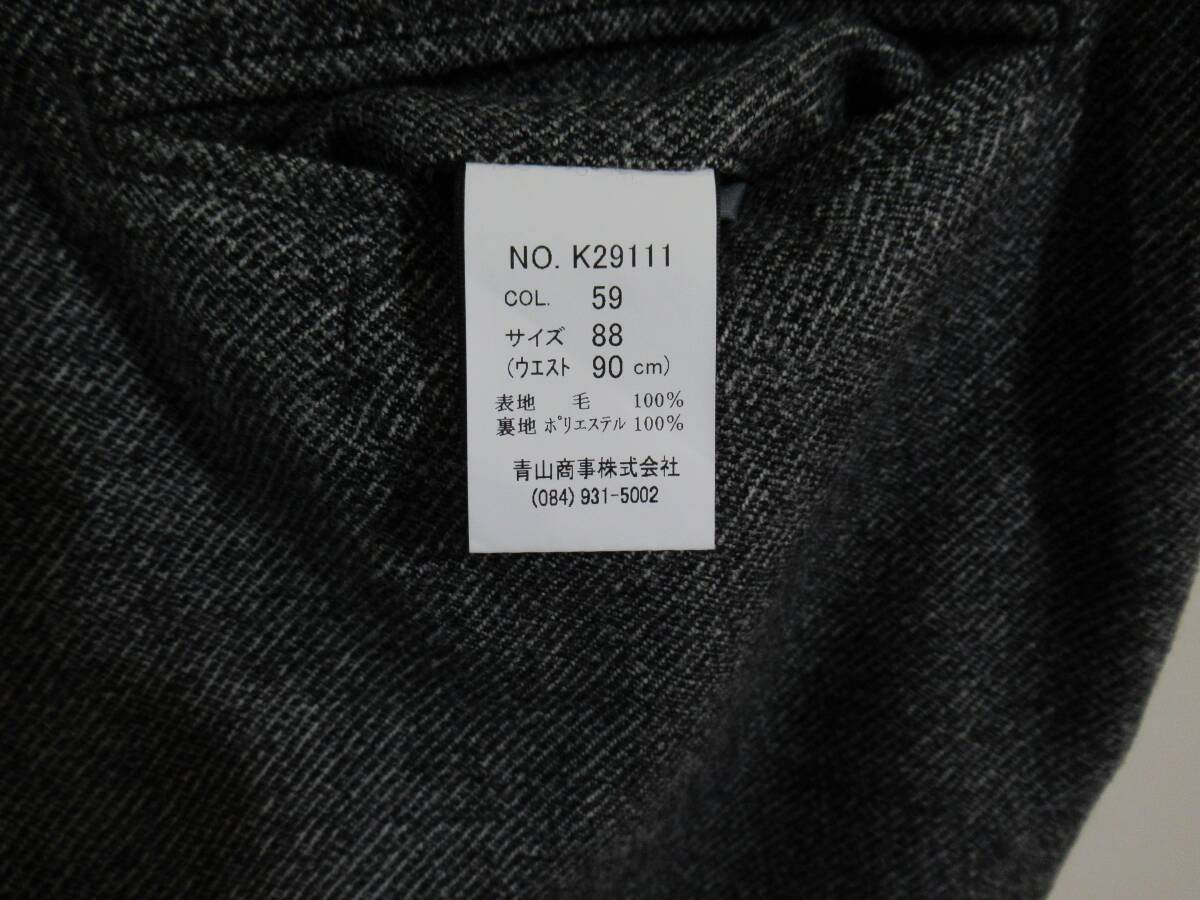 NO. K29111
COL. 59
サイズ 88
(ウエスト 90 cm)
表地 毛 100%
裏地 ポリエステル 100%
青山商事株式会社
(084) 931-5002